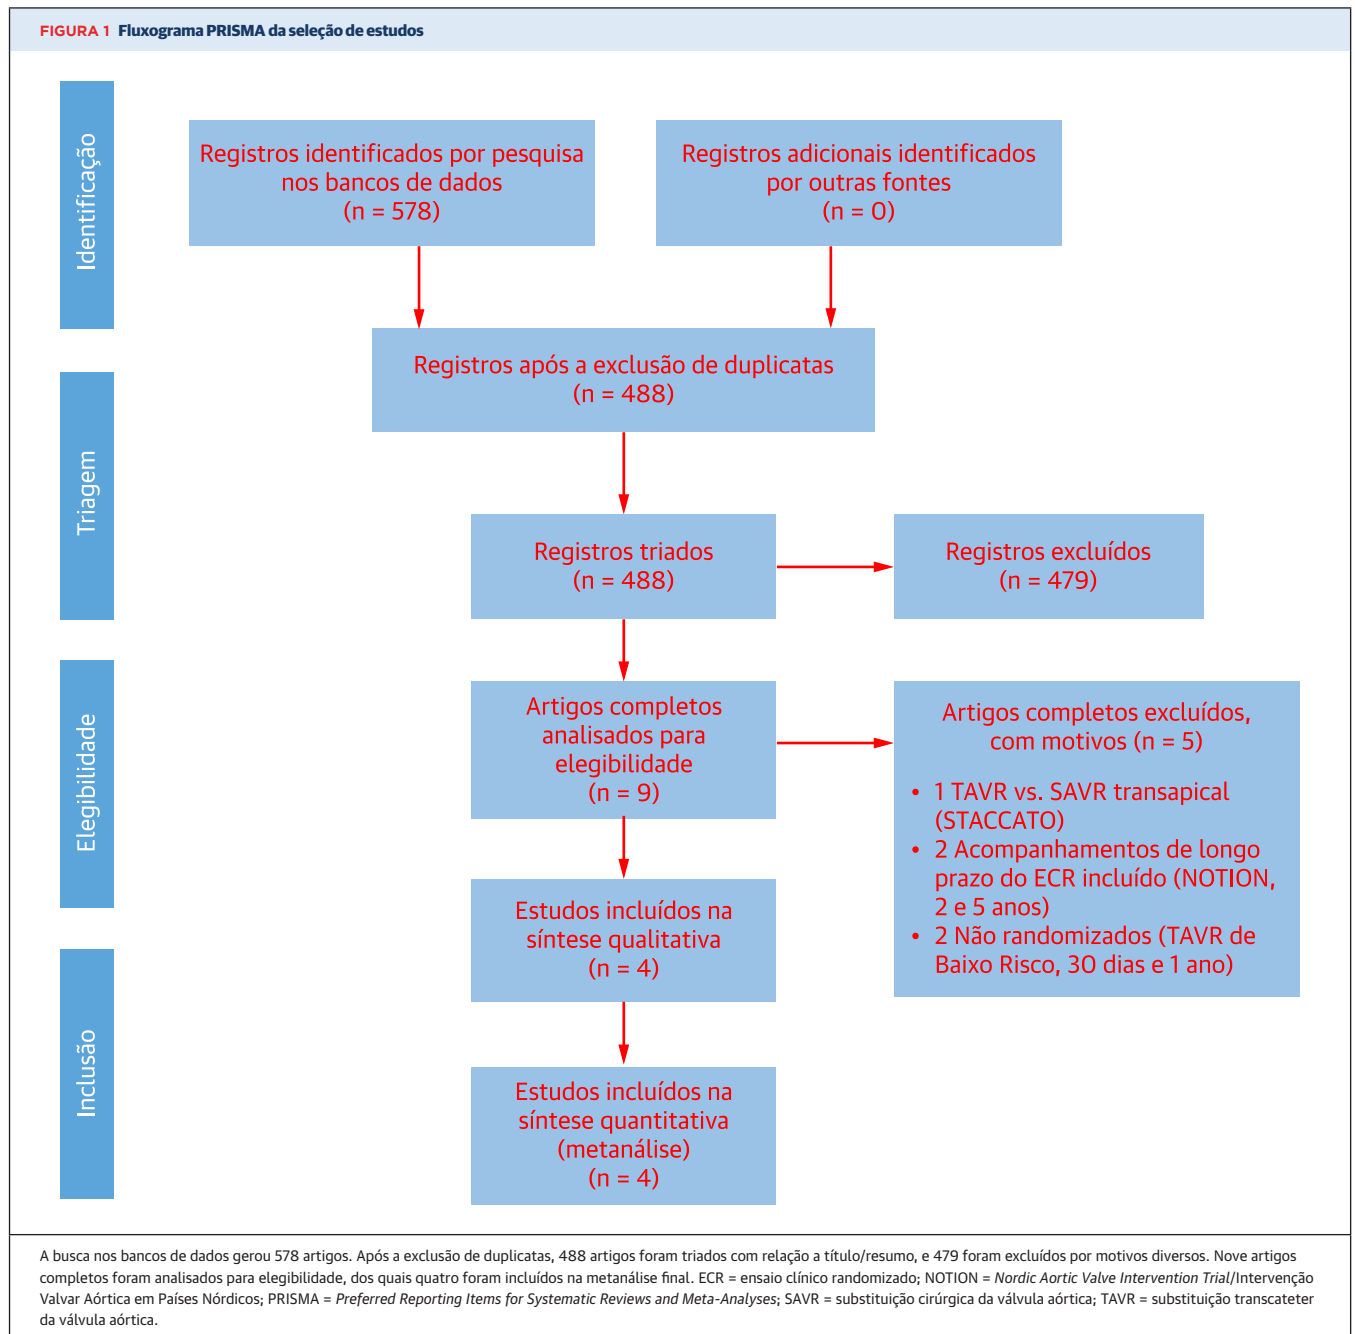 FIGURA 1 Fluxograma PRISMA da seleção de estudos
Identificação
Registros identificados por pesquisa
nos bancos de dados
(n = 578)
Registros adicionais identificados
por outras fontes
(n = 0)
Registros após a exclusão de duplicatas
(n = 488)
Triagem
Registros triados
(n = 488)
Registros excluídos
(n = 479)
Elegibilidade
Artigos completos
analisados para
elegibilidade
(n = 9)
Artigos completos excluídos,
com motivos (n = 5)
• 1 TAVR vs. SAVR transapical
(STACCATO)
• 2 Acompanhamentos de longo
prazo do ECR incluído (NOTION,
2 e 5 anos)
• 2 Não randomizados (TAVR de
Baixo Risco, 30 dias e 1 ano)
Estudos incluídos na
síntese qualitativa
(n = 4)
Inclusão
Estudos incluídos na
síntese quantitativa
(metanálise)
(n = 4)
A busca nos bancos de dados gerou 578 artigos. Após a exclusão de duplicatas, 488 artigos foram triados com relação a título/resumo, e 479 foram excluídos por motivos diversos. Nove artigos
completos foram analisados para elegibilidade, dos quais quatro foram incluídos na metanálise final. ECR = ensaio clínico randomizado; NOTION = Nordic Aortic Valve Intervention Trial/Intervenção
Valvar Aórtica em Países Nórdicos; PRISMA = Preferred Reporting Items for Systematic Reviews and Meta-Analyses; SAVR = substituição cirúrgica da válvula aórtica; TAVR = substituição transcateter
da válvula aórtica.